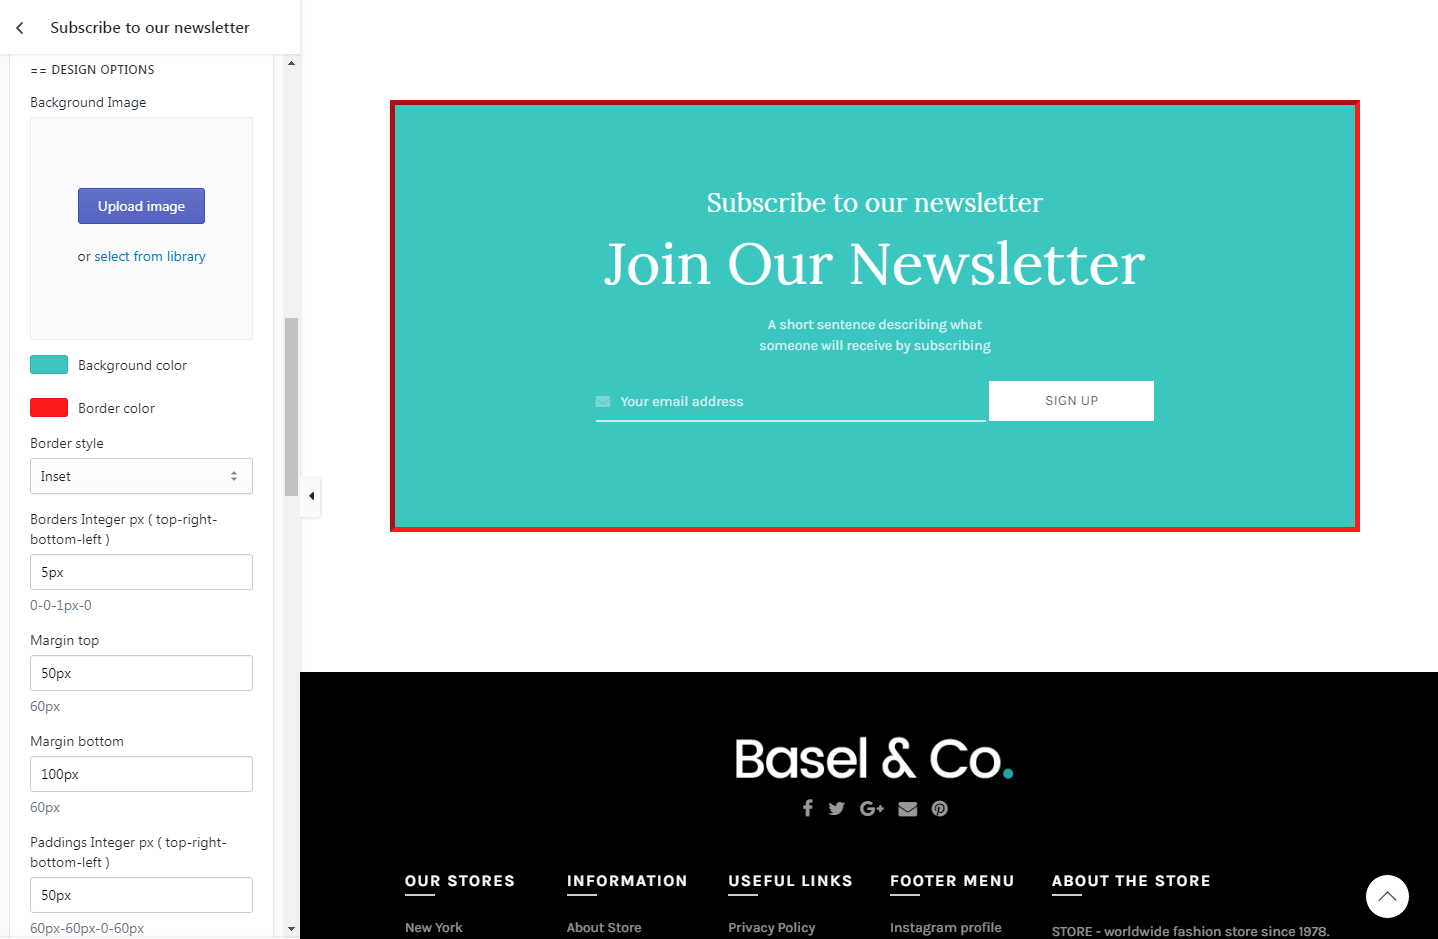 Subscribe to our newsletter
== DESIGN OPTIONS
Background Image
Upload image
or select from library
Background color
Border color
Border style
Inset
Borders Integer px ( top-right-
bottom-left )
5px
0-0-1px-0
Margin top
50px
60px
Margin bottom
100px
60px
Paddings Integer px ( top-right-
bottom-left )
50px
60px-60px-0-60px
Subscribe to our newsletter
Join Our Newsletter
A short sentence describing what
someone will receive by subscribing
Your email address
SIGN UP
Basel & Co.
OUR STORES
New York
INFORMATION
About Store
USEFUL LINKS
Privacy Policy
FOOTER MENU
Instagram profile
ABOUT THE STORE
STORE - worldwide fashion store since 1978.